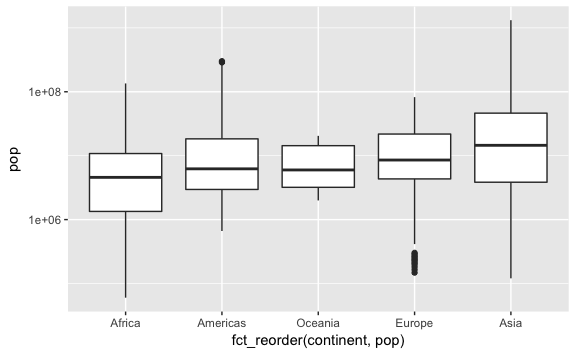 pop
1e+08
1e+06
Africa Americas Oceania Europe Asia
fct_reorder(continent, pop)